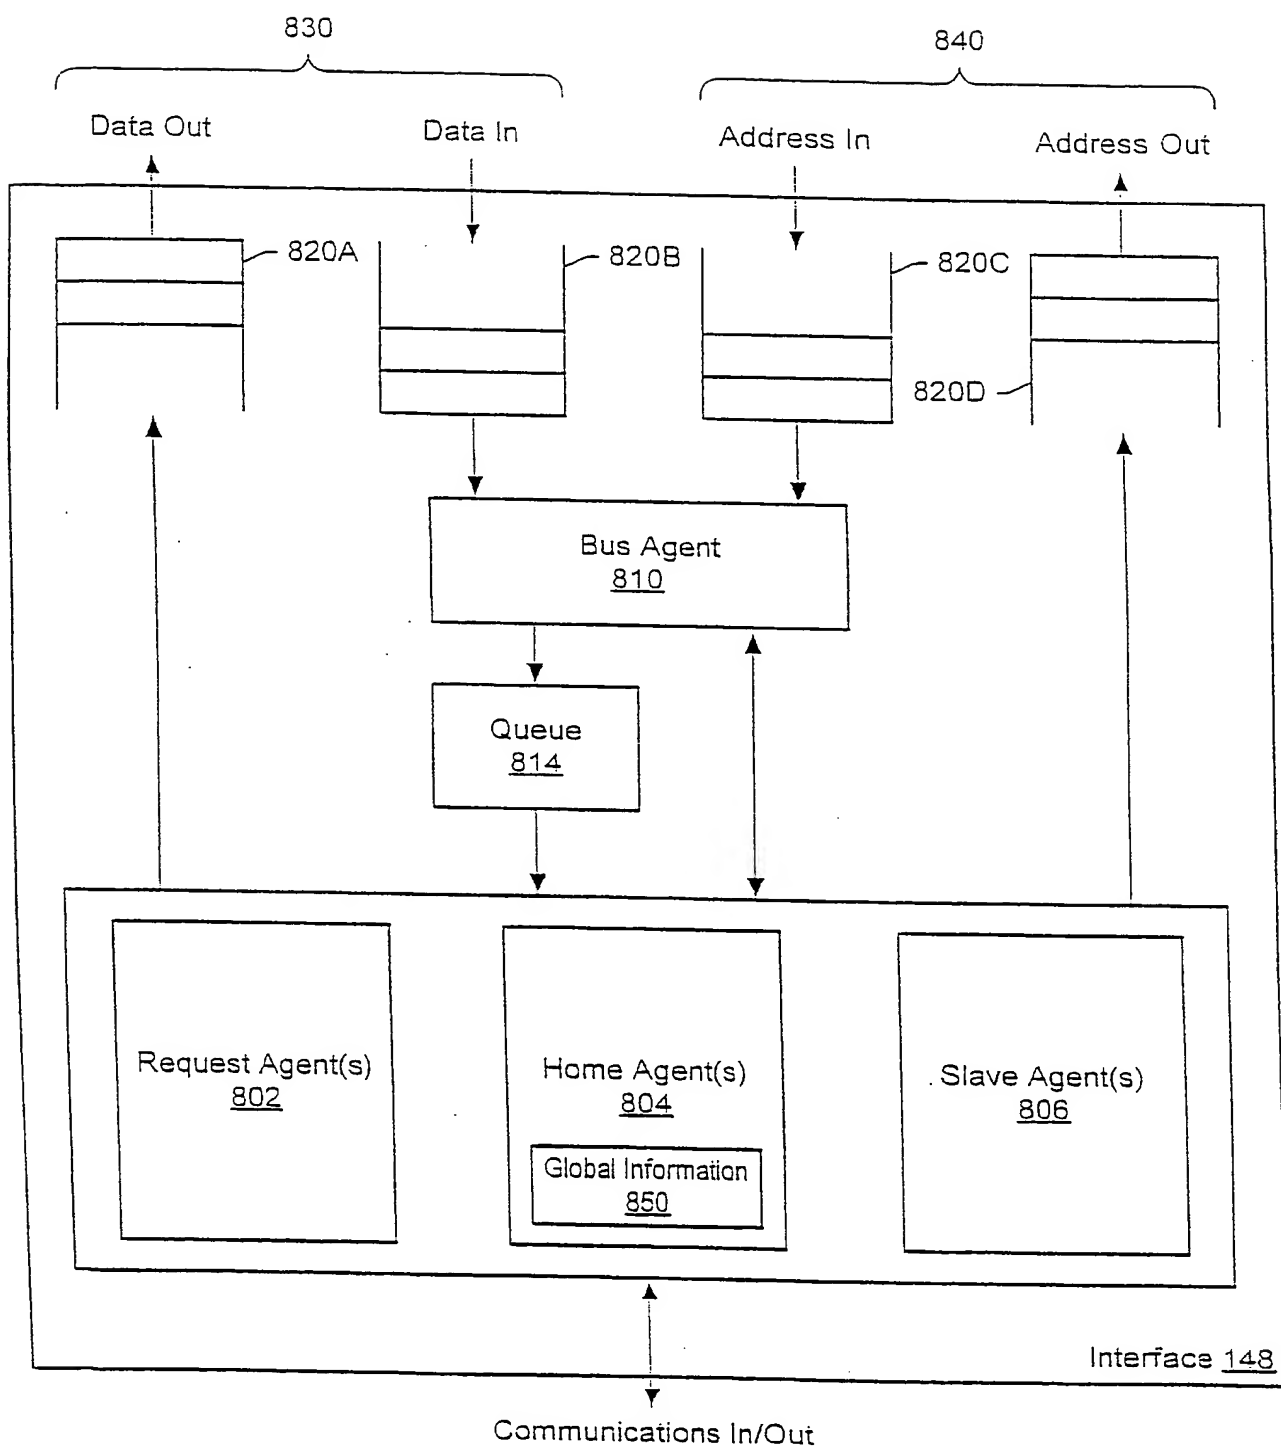 830
840
Data Out
Data In
Address In
Address Out
820A
820B
820C
820D
Bus Agent
810
Queue
814
Request Agent(s)
802
Home Agent(s)
804
Slave Agent(s)
806
Global Information
850
Interface 148
Communications In/Out